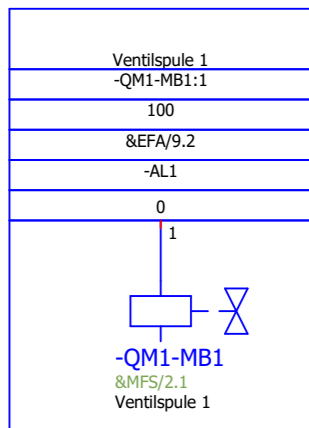 Ventilspule 1
-QM1-MB1:1
100
&EFA/9.2
-AL1
0
1
-QM1-MB1
&MFS/2.1
Ventilspule 1